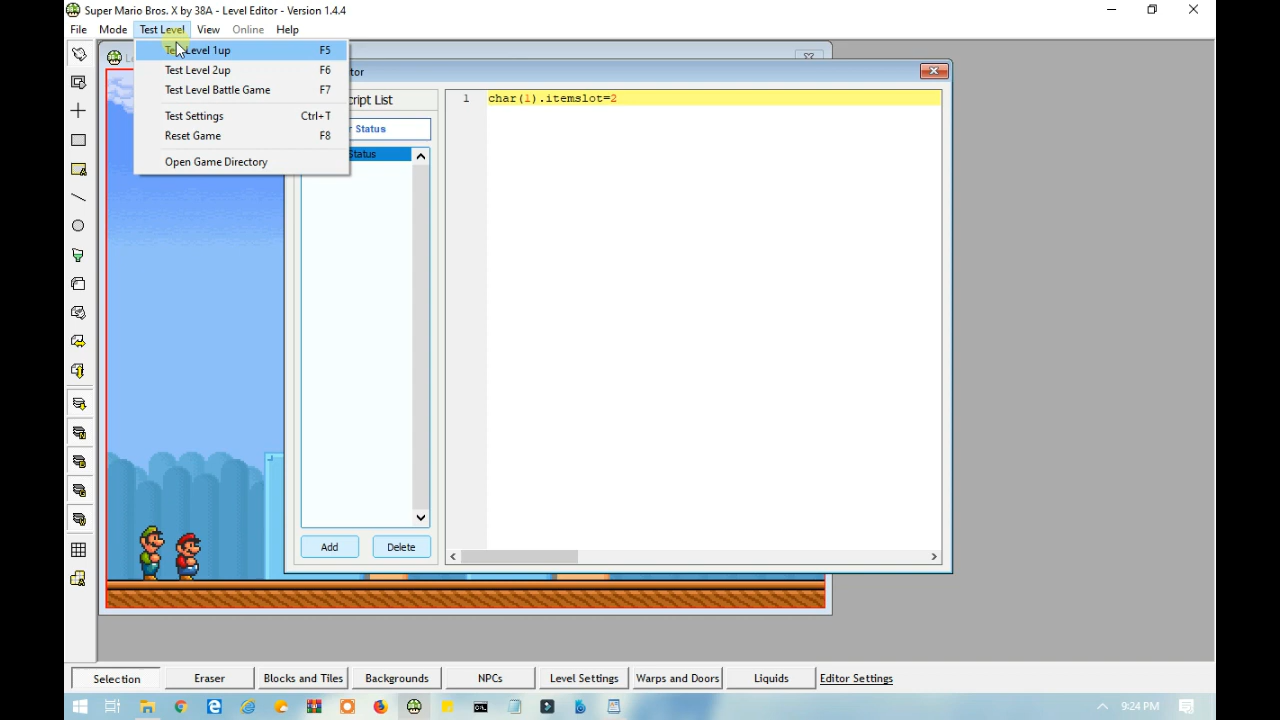 Super Mario Bros. X by 38A - Level Editor - Version 1.4.4
File Mode Test Level View Online Help
Level 1up F5
Test Level 2up F6
Test Level Battle Game F7
Test Settings Ctrl+T
Reset Game F8
Open Game Directory
Status
Status
1 char(1).itemslot=2
Add Delete
Selection Eraser Blocks and Tiles Backgrounds NPCs Level Settings Warps and Doors Liquids Editor Settings
9:24 PM